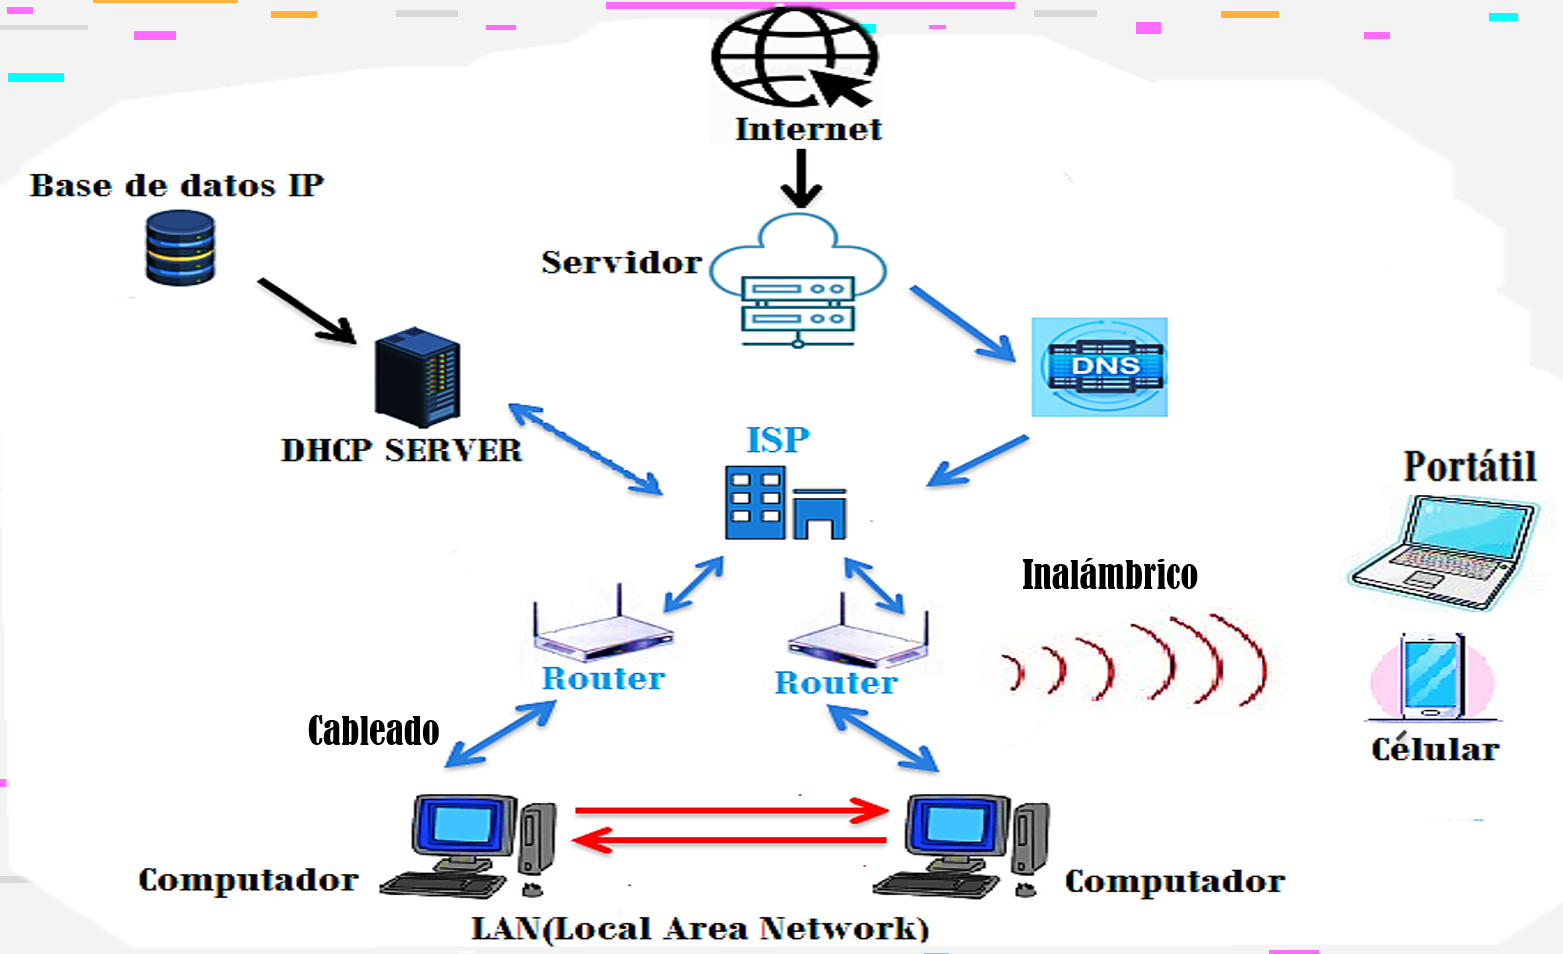 Internet
Base de datos IP
Servidor
DNS
DHCP SERVER
ISP
Portátil
Inalámbrico
Router
Router
Cableado
Célular
Computador
Computador
LAN(Local Area Network)